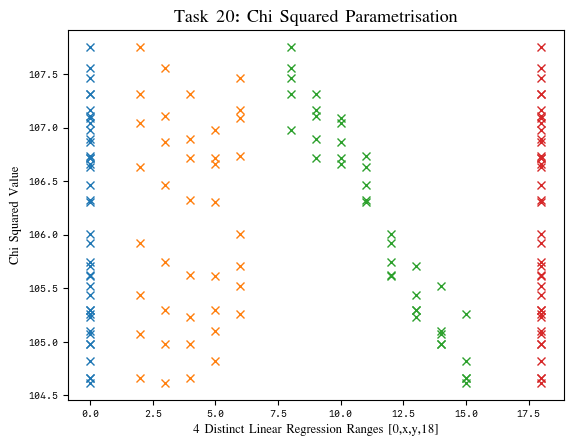 Task 20: Chi Squared Parametrisation
107.5
107.0
106.5
106.0
105.5
105.0
104.5
Chi Squared Value
0.0 2.5 5.0 7.5 10.0 12.5 15.0 17.5
4 Distinct Linear Regression Ranges [0,x,y,18]